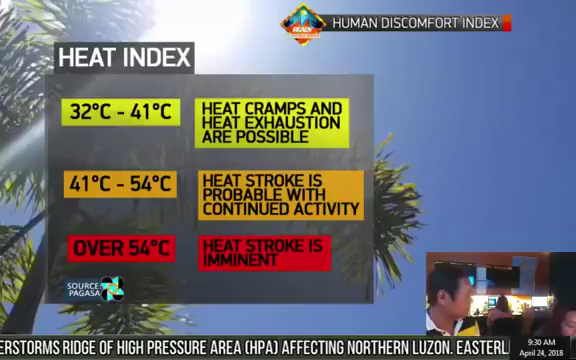 READY
HUMAN DISCOMFORT INDEX
HEAT INDEX
32°C - 41°C
HEAT CRAMPS AND
HEAT EXHAUSTION
ARE POSSIBLE
41°C - 54°C
HEAT STROKE IS
PROBABLE WITH
CONTINUED ACTIVITY
OVER 54°C
HEAT STROKE IS
IMMINENT
SOURCE:
PAGASA
ERSTORMS RIDGE OF HIGH PRESSURE AREA (HPA) AFFECTING NORTHERN LUZON. EASTERL
9:30 AM
April 24, 2018